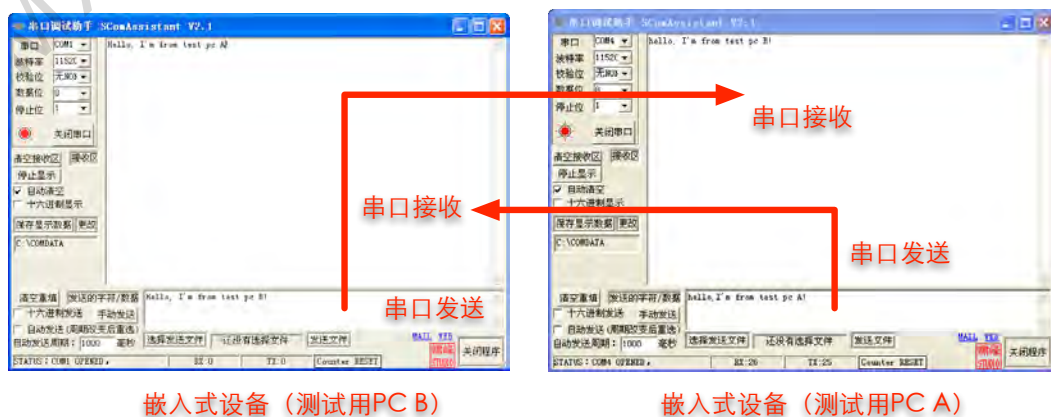 串口调试助手 SComAssistant V2.1
串口 COM1
Hello, I'm from test pc A!
波特率 11520
校验位 无NON
数据位 8
停止位 1
关闭串口
清空接收区 接收区
停止显示
自动清空
十六进制显示
保存显示数据 更改
C:\COMDATA
清空重填 发送的字符/数据
Hello, I'm from test pc B!
十六进制发送 手动发送
自动发送(周期改变后重选)
自动发送周期: 1000 毫秒
选择发送文件 还没有选择文件 发送文件
MAIL WEB
关闭程序
STATUS:COM1 OPENED, RX:0 TX:0 Counter RESET
串口接收
串口发送
嵌入式设备(测试用PC B)
串口调试助手 SComAssistant V2.1
串口 COM4
hello, I'm from test pc B!
波特率 11520
校验位 无NON
数据位 8
停止位 1
关闭串口
清空接收区 接收区
停止显示
自动清空
十六进制显示
保存显示数据 更改
C:\COMDATA
清空重填 发送的字符/数据
hello,I'm from test pc A!
十六进制发送 手动发送
自动发送(周期改变后重选)
自动发送周期: 1000 毫秒
选择发送文件 还没有选择文件 发送文件
MAIL WEB
关闭程序
STATUS:COM4 OPENED, RX:26 TX:25 Counter RESET
串口接收
串口发送
嵌入式设备(测试用PC A)